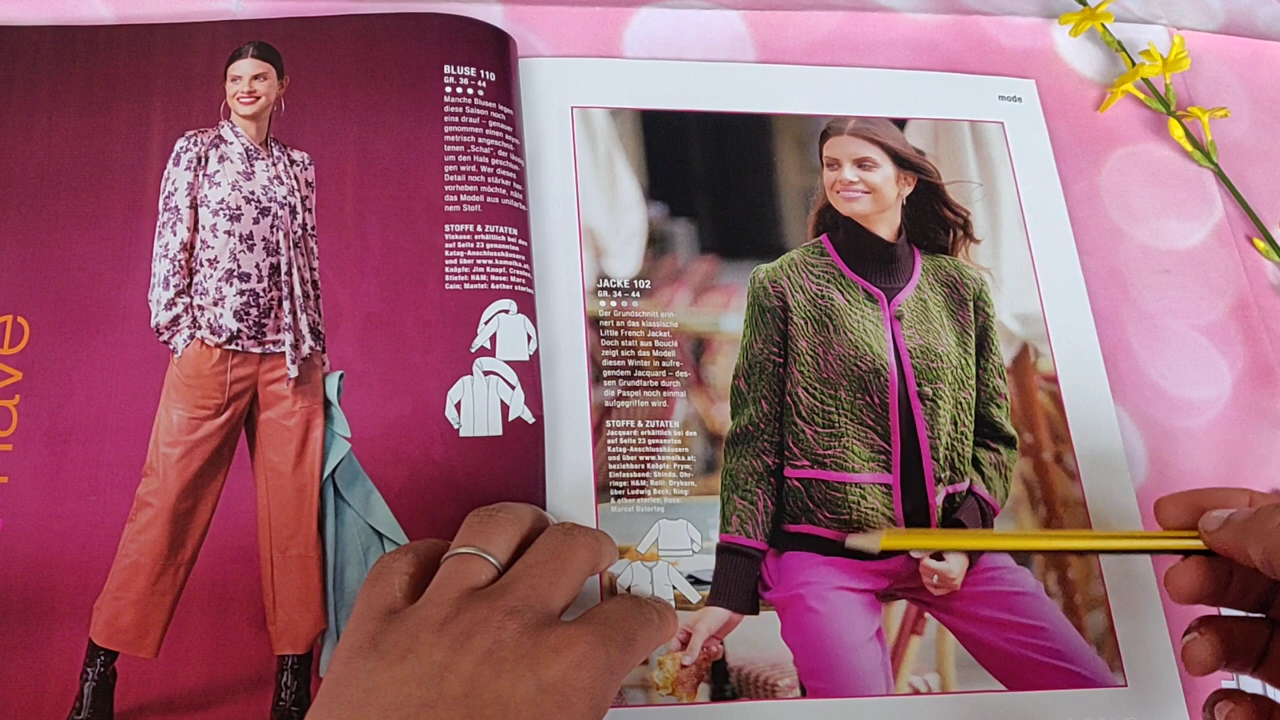 have
BLUSE 110
GR. 36 – 44
Manche Blusen legen
diese Saison noch
eins drauf – genauer
genommen einen asym-
metrisch angeschnit-
tenen „Schal“, der
um den Hals geschlun-
gen wird. Wer dieses
Detail noch stärker her-
vorheben möchte, näht
das Modell aus unifarbe-
nem Stoff.
STOFFE & ZUTATEN
Viskose: erhältlich bei den
auf Seite 23 genannten
Katag-Anschlusshäusern
und über www.komolka.at;
Knöpfe: Jim Knopf, 
Stiefel: H&M; Hose: Marc
Cain; Mantel: &other stories
mode
JACKE 102
GR. 34 – 44
Der Grundschnitt erin-
nert an das klassische
Little French Jacket.
Doch statt aus Bouclé
zeigt sich das Modell
diesen Winter in aufre-
gendem Jacquard – des-
sen Grundfarbe durch
die Paspel noch einmal
aufgegriffen wird.
STOFFE & ZUTATEN
Jacquard: erhältlich bei den
auf Seite 23 genannten
Katag-Anschlusshäusern
und über www.komolka.at;
beziehbare Knöpfe: Prym;
Einfassband: Shinda. Ohr-
ringe: H&M; Rolli: Drykorn,
über Ludwig Beck; Ring:
& other stories; Hose:
Marcel Ostertag